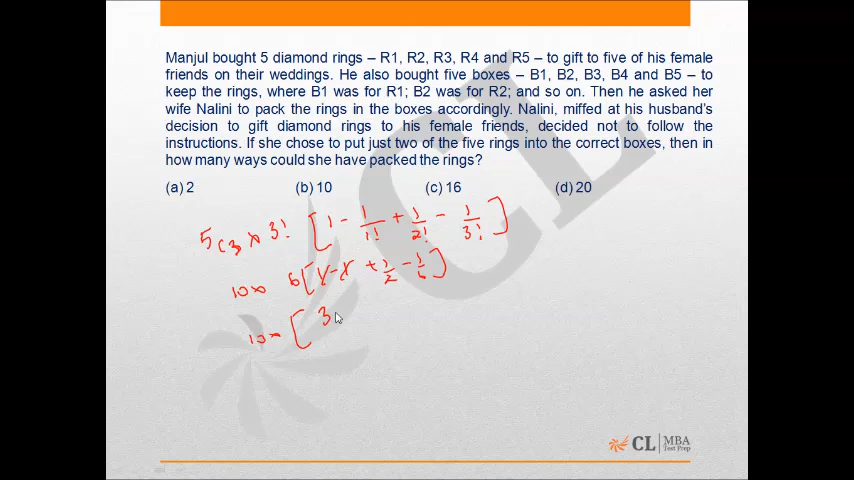 Manjul bought 5 diamond rings – R1, R2, R3, R4 and R5 – to gift to five of his female
friends on their weddings. He also bought five boxes – B1, B2, B3, B4 and B5 – to
keep the rings, where B1 was for R1; B2 was for R2; and so on. Then he asked her
wife Nalini to pack the rings in the boxes accordingly. Nalini, miffed at his husband's
decision to gift diamond rings to his female friends, decided not to follow the
instructions. If she chose to put just two of the five rings into the correct boxes, then in
how many ways could she have packed the rings?
(a) 2 (b) 10 (c) 16 (d) 20
5C3 × 3! [1 - 1/1! + 1/2! - 1/3!]
10 × 6 [1 - 1 + 1/2 - 1/6]
10 × [3
CL MBA Test Prep
CL